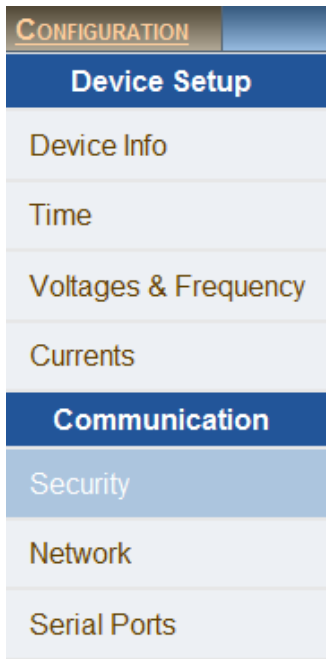 CONFIGURATION
Device Setup
Device Info
Time
Voltages & Frequency
Currents
Communication
Security
Network
Serial Ports